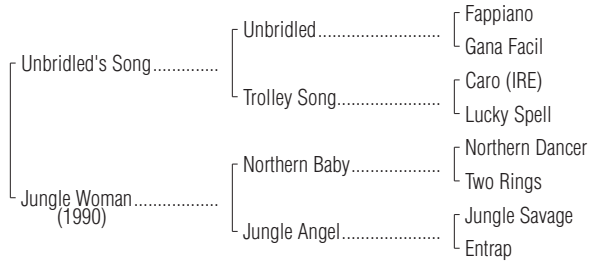 Fappiano
Unbridled..........................
Gana Facil
Unbridled's Song..............
Caro (IRE)
Trolley Song......................
Lucky Spell
Northern Dancer
Northern Baby...................
Two Rings
Jungle Woman..................
(1990)
Jungle Savage
Jungle Angel.....................
Entrap